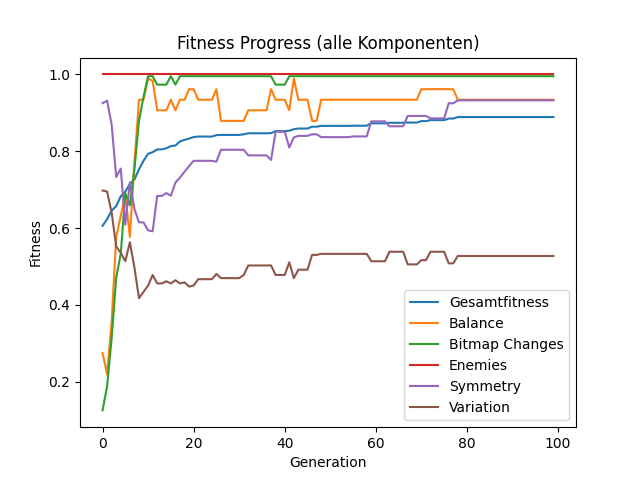 Fitness Progress (alle Komponenten)
Fitness
1.0
0.8
0.6
0.4
0.2
0 20 40 60 80 100
Generation
Gesamtfitness
Balance
Bitmap Changes
Enemies
Symmetry
Variation